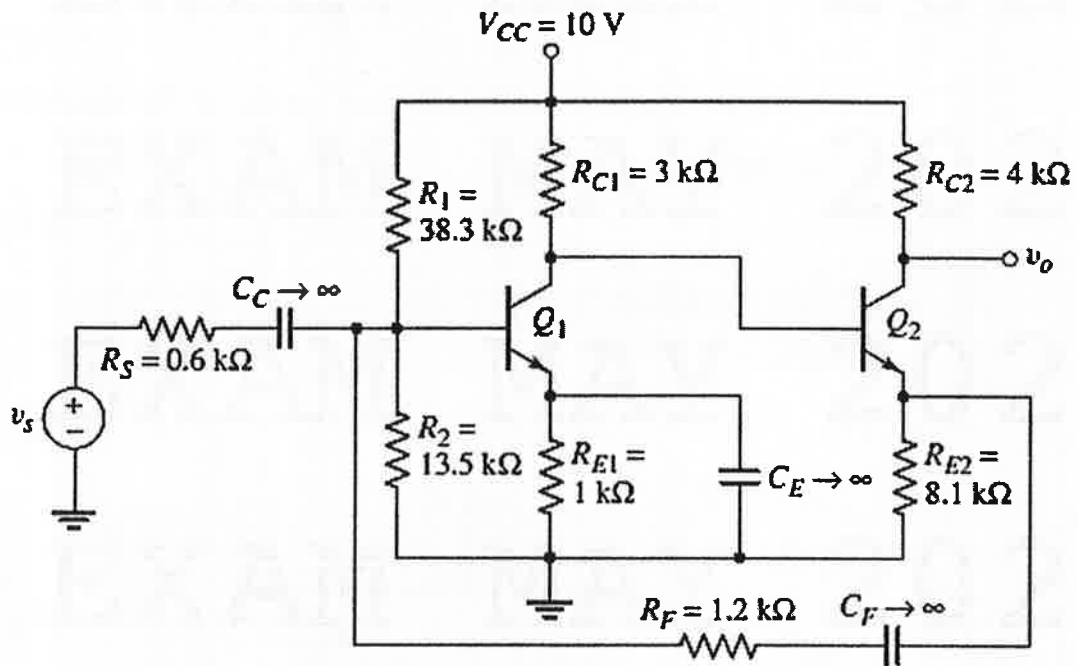 V_CC = 10 V
R_C1 = 3 kΩ
R_C2 = 4 kΩ
R_1 =
38.3 kΩ
v_o
C_C → ∞
Q_1
Q_2
R_S = 0.6 kΩ
v_s
+
−
R_2 =
13.5 kΩ
R_E1 =
1 kΩ
C_E → ∞
R_E2 =
8.1 kΩ
R_F = 1.2 kΩ
C_F → ∞